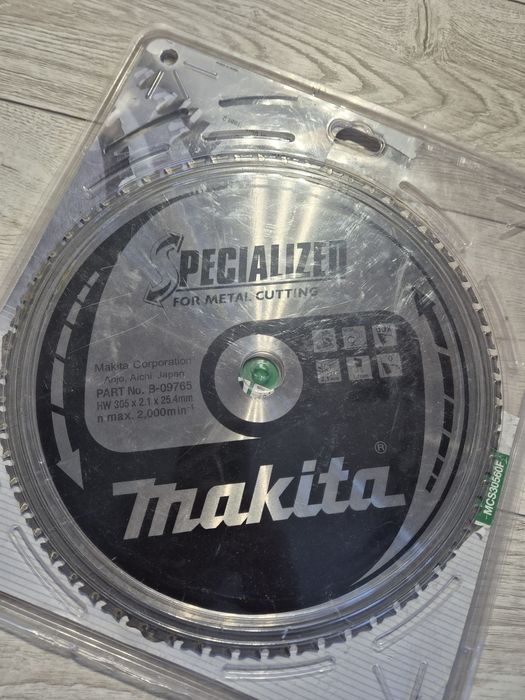 SPECIALIZED
FOR METAL CUTTING
Makita Corporation
Anjo, Aichi, Japan
PART No. B-09765
HW 305 x 2.1 x 25.4mm
n max. 2,000min⁻¹
makita®
MCS30560F